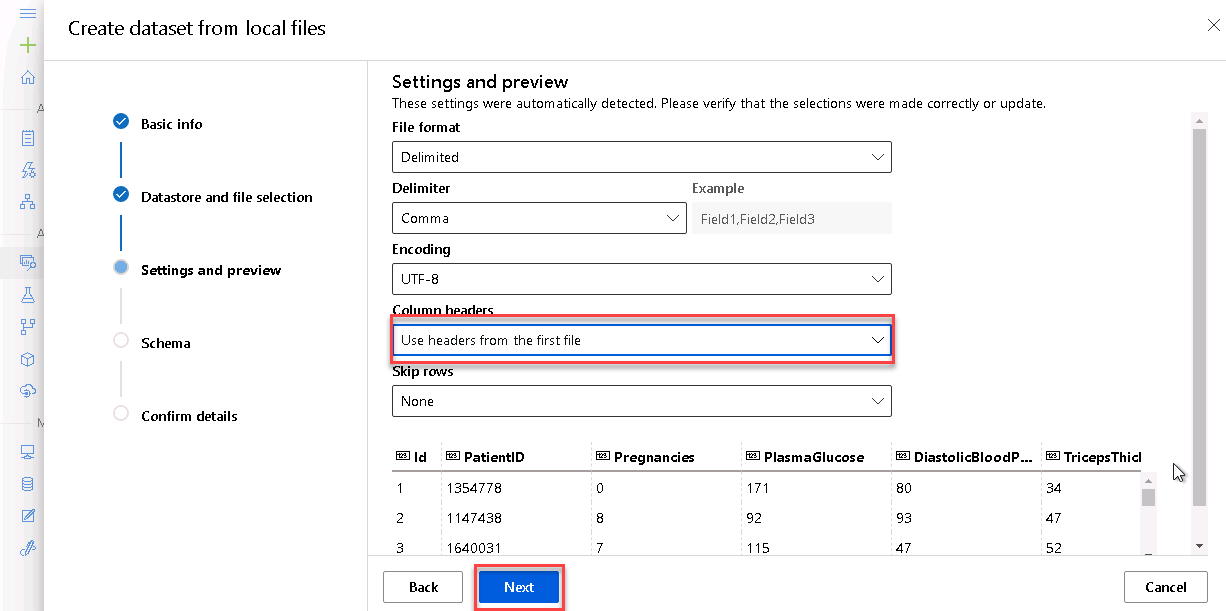 Create dataset from local files
A
A
M
Basic info
Datastore and file selection
Settings and preview
Schema
Confirm details
Settings and preview
These settings were automatically detected. Please verify that the selections were made correctly or update.
File format
Delimited
Delimiter Example
Comma Field1,Field2,Field3
Encoding
UTF-8
Column headers
Use headers from the first file
Skip rows
None
Id PatientID Pregnancies PlasmaGlucose DiastolicBloodP... TricepsThick
1 1354778 0 171 80 34
2 1147438 8 92 93 47
3 1640031 7 115 47 52
Back Next Cancel